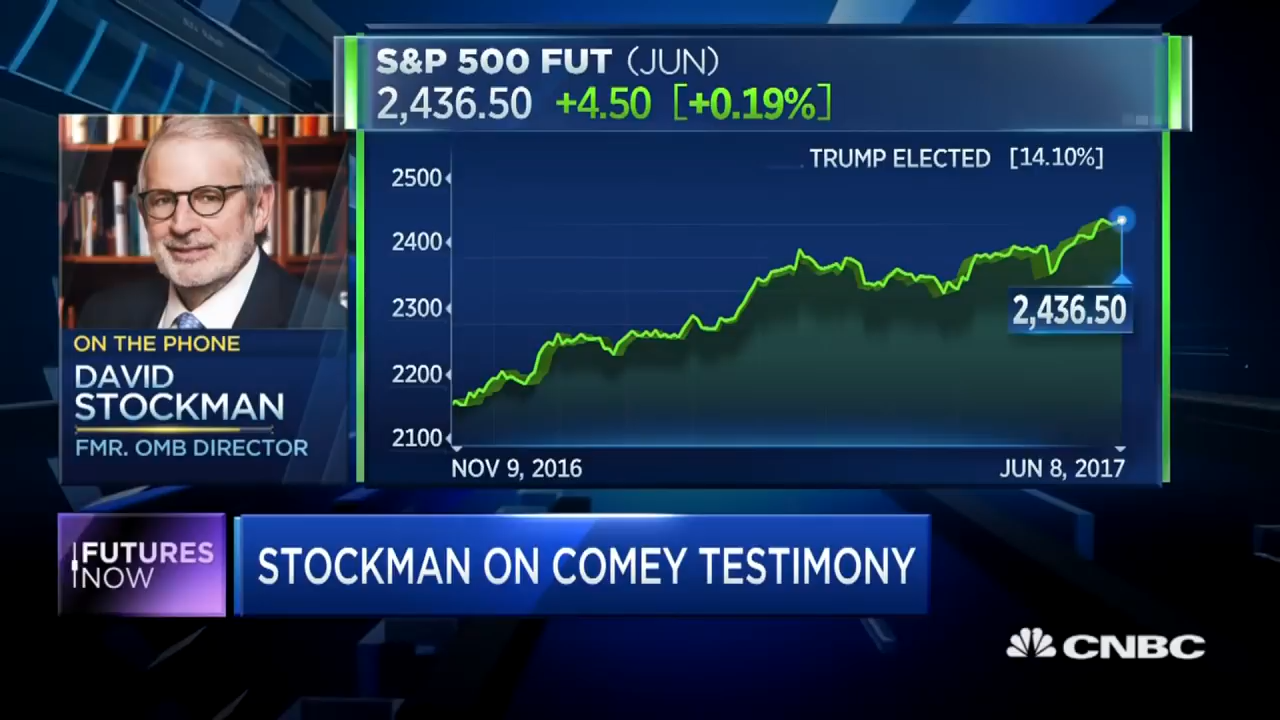 S&P 500 FUT (JUN)
2,436.50 +4.50 [+0.19%]
TRUMP ELECTED [14.10%]
2500
2400
2300
2200
2100
2,436.50
NOV 9, 2016
JUN 8, 2017
ON THE PHONE
DAVID
STOCKMAN
FMR. OMB DIRECTOR
FUTURES
NOW
STOCKMAN ON COMEY TESTIMONY
CNBC